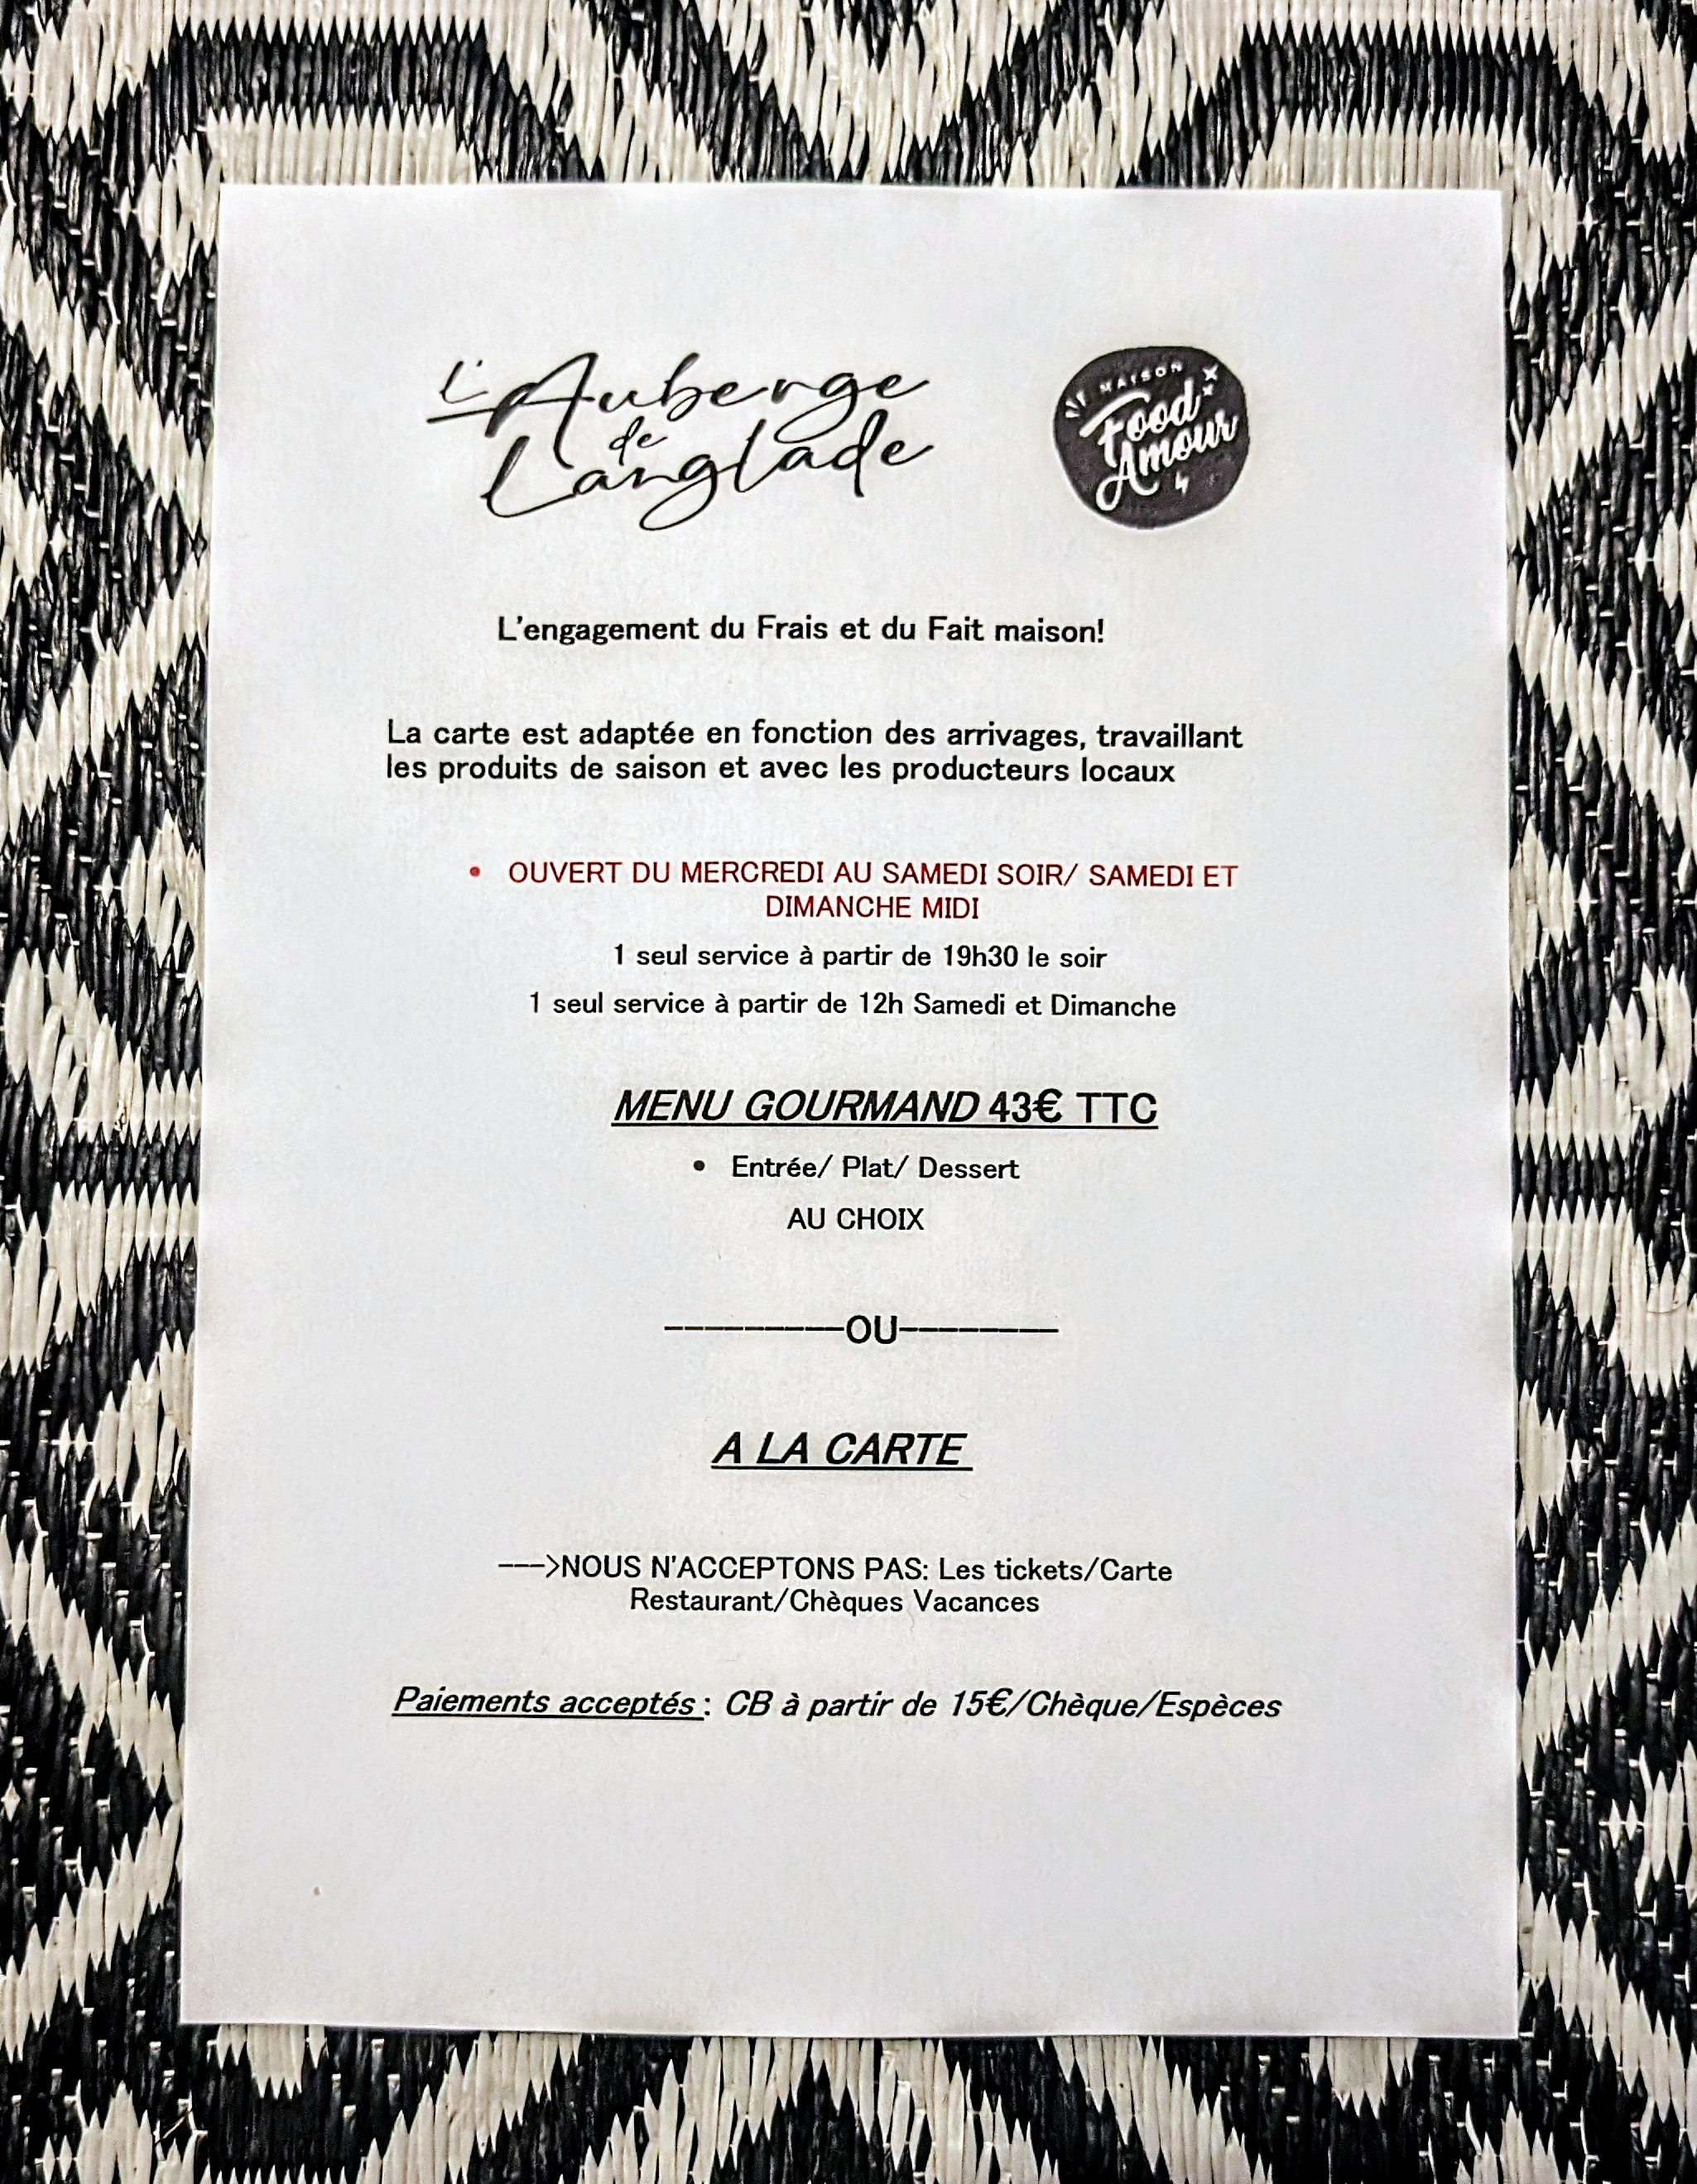 L'Auberge
de
Langlade
MAISON
Food
Amour
L'engagement du Frais et du Fait maison!
La carte est adaptée en fonction des arrivages, travaillant
les produits de saison et avec les producteurs locaux
• OUVERT DU MERCREDI AU SAMEDI SOIR/ SAMEDI ET
DIMANCHE MIDI
1 seul service à partir de 19h30 le soir
1 seul service à partir de 12h Samedi et Dimanche
MENU GOURMAND 43€ TTC
• Entrée/ Plat/ Dessert
AU CHOIX
---------OU--------
A LA CARTE
--->NOUS N'ACCEPTONS PAS: Les tickets/Carte
Restaurant/Chèques Vacances
Paiements acceptés : CB à partir de 15€/Chèque/Espèces